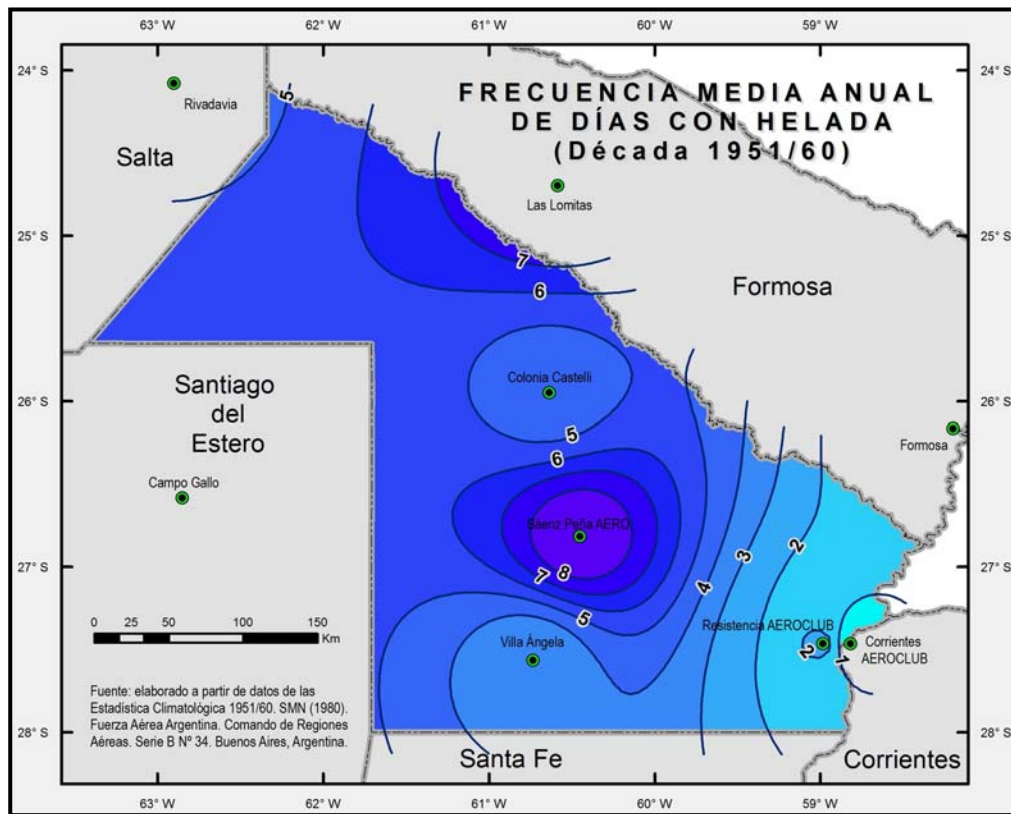 63° W 62° W 61° W 60° W 59° W
24° S 24° S
FRECUENCIA MEDIA ANUAL
DE DÍAS CON HELADA
(Década 1951/60)
5
Rivadavia
Salta
Las Lomitas
25° S 25° S
7
6
Formosa
Colonia Castelli
Santiago
del
Estero
26° S 26° S
5
Formosa
6
Campo Gallo
Sáenz Peña AERO
2
3
27° S 27° S
7 8
4
5
0 25 50 100 150
Km
Resistencia AEROCLUB
Villa Ángela
2
1
Corrientes
AEROCLUB
Fuente: elaborado a partir de datos de las
Estadística Climatológica 1951/60. SMN (1980).
Fuerza Aérea Argentina. Comando de Regiones
Aéreas. Serie B Nº 34. Buenos Aires, Argentina.
28° S 28° S
Santa Fe
Corrientes
63° W 62° W 61° W 60° W 59° W